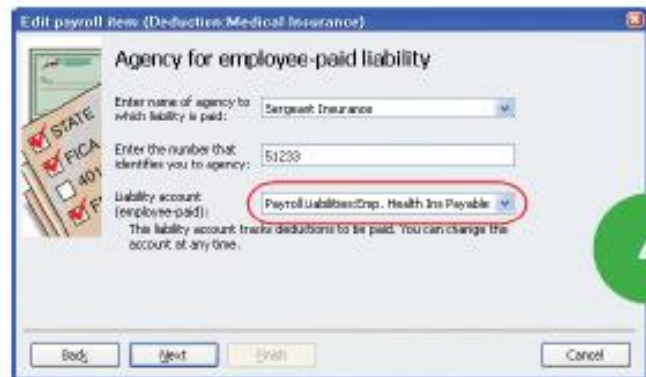 Edit payroll item (Deduction:Medical Insurance)
Agency for employee-paid liability
Enter name of agency to
which liability is paid:
Sergeant Insurance
Enter the number that
identifies you to agency:
51233
Liability account
(employee-paid):
Payroll Liabilities:Emp. Health Ins Payable
This liability account tracks deductions to be paid. You can change the
account at any time.
STATE
FICA
401
Back
Next
Finish
Cancel